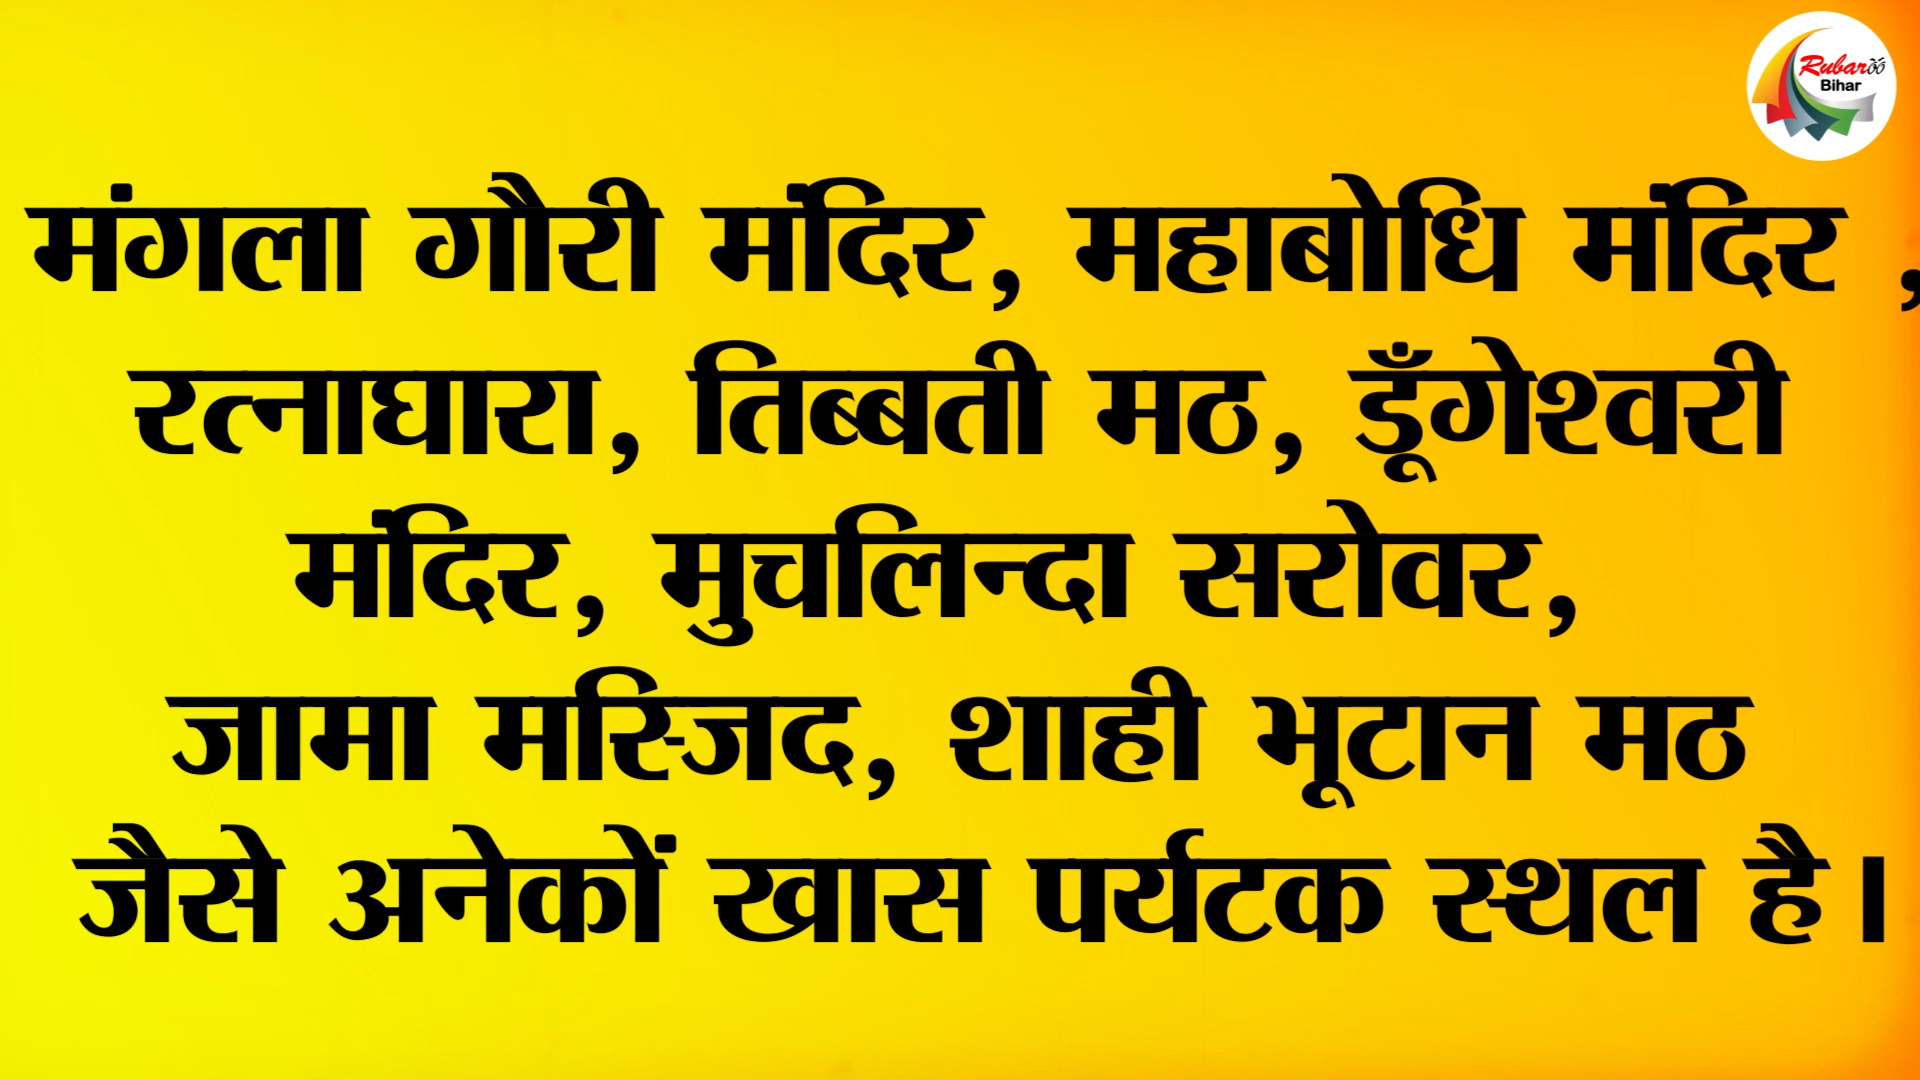 Rubaroo
Bihar
मंगला गौरी मंदिर, महाबोधि मंदिर ,
रत्नाघारा, तिब्बती मठ, डूँगेश्वरी
मंदिर, मुचलिन्दा सरोवर,
जामा मस्जिद, शाही भूटान मठ
जैसे अनेकों खास पर्यटक स्थल है।